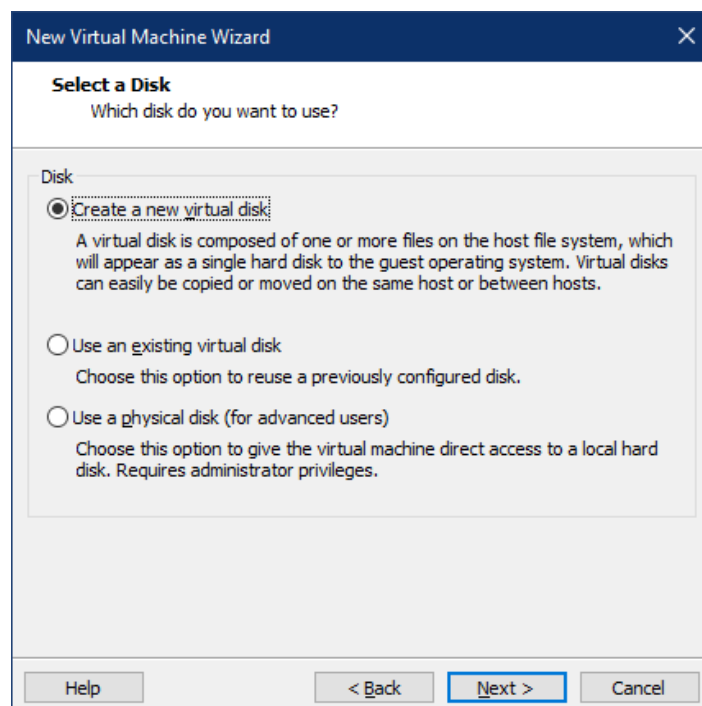 New Virtual Machine Wizard
Select a Disk
Which disk do you want to use?
Disk
Create a new virtual disk
A virtual disk is composed of one or more files on the host file system, which
will appear as a single hard disk to the guest operating system. Virtual disks
can easily be copied or moved on the same host or between hosts.
Use an existing virtual disk
Choose this option to reuse a previously configured disk.
Use a physical disk (for advanced users)
Choose this option to give the virtual machine direct access to a local hard
disk. Requires administrator privileges.
Help < Back Next > Cancel